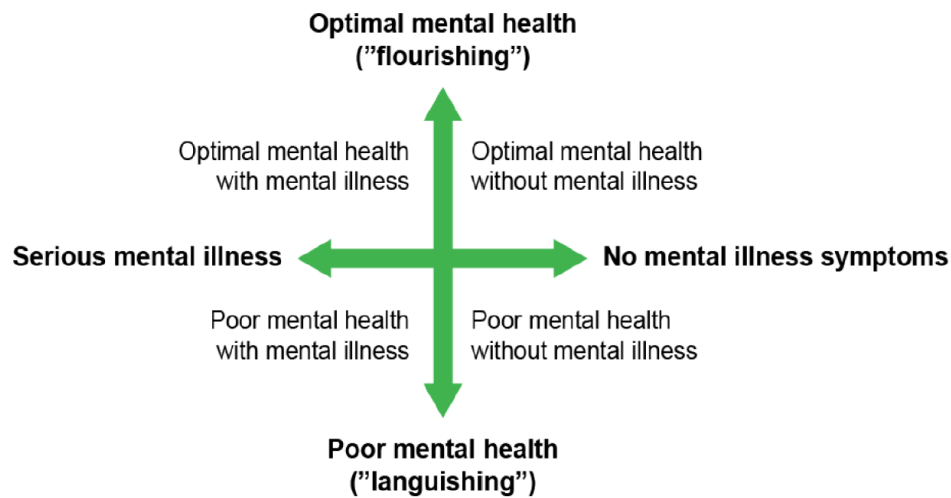 Optimal mental health
(”flourishing”)
Optimal mental health
with mental illness
Optimal mental health
without mental illness
Serious mental illness
No mental illness symptoms
Poor mental health
with mental illness
Poor mental health
without mental illness
Poor mental health
(”languishing”)